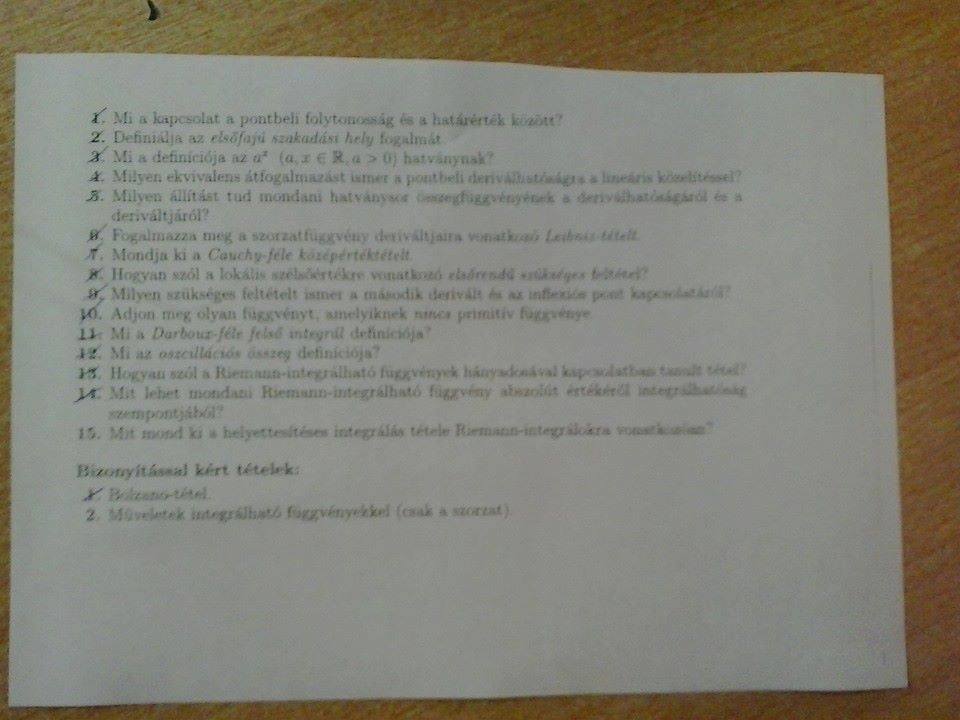 1. Mi a kapcsolat a pontbeli folytonosság és a határérték között?
2. Definiálja az elsőfajú szakadási hely fogalmát.
3. Mi a definíciója az aˣ (a, x ∈ ℝ, a > 0) hatványnak?
4. Milyen ekvivalens átfogalmazást ismer a pontbeli deriválhatóságra a lineáris közelítéssel?
5. Milyen állítást tud mondani hatványsor összegfüggvényének a deriválhatóságáról és a
deriváltjáról?
6. Fogalmazza meg a szorzatfüggvény deriváltjaira vonatkozó Leibniz-tételt.
7. Mondja ki a Cauchy-féle középértéktételt.
8. Hogyan szól a lokális szélsőértékre vonatkozó elsőrendű szükséges feltétel?
9. Milyen szükséges feltételt ismer a második derivált és az inflexiós pont kapcsolatáról?
10. Adjon meg olyan függvényt, amelyiknek nincs primitív függvénye.
11. Mi a Darboux-féle felső integrál definíciója?
12. Mi az oszcillációs összeg definíciója?
13. Hogyan szól a Riemann-integrálható függvények hányadosával kapcsolatban tanult tétel?
14. Mit lehet mondani Riemann-integrálható függvény abszolút értékéről integrálhatóság
szempontjából?
15. Mit mond ki a helyettesítéses integrálás tétele Riemann-integrálokra vonatkozóan?
Bizonyítással kért tételek:
1. Bolzano-tétel.
2. Műveletek integrálható függvényekkel (csak a szorzat).